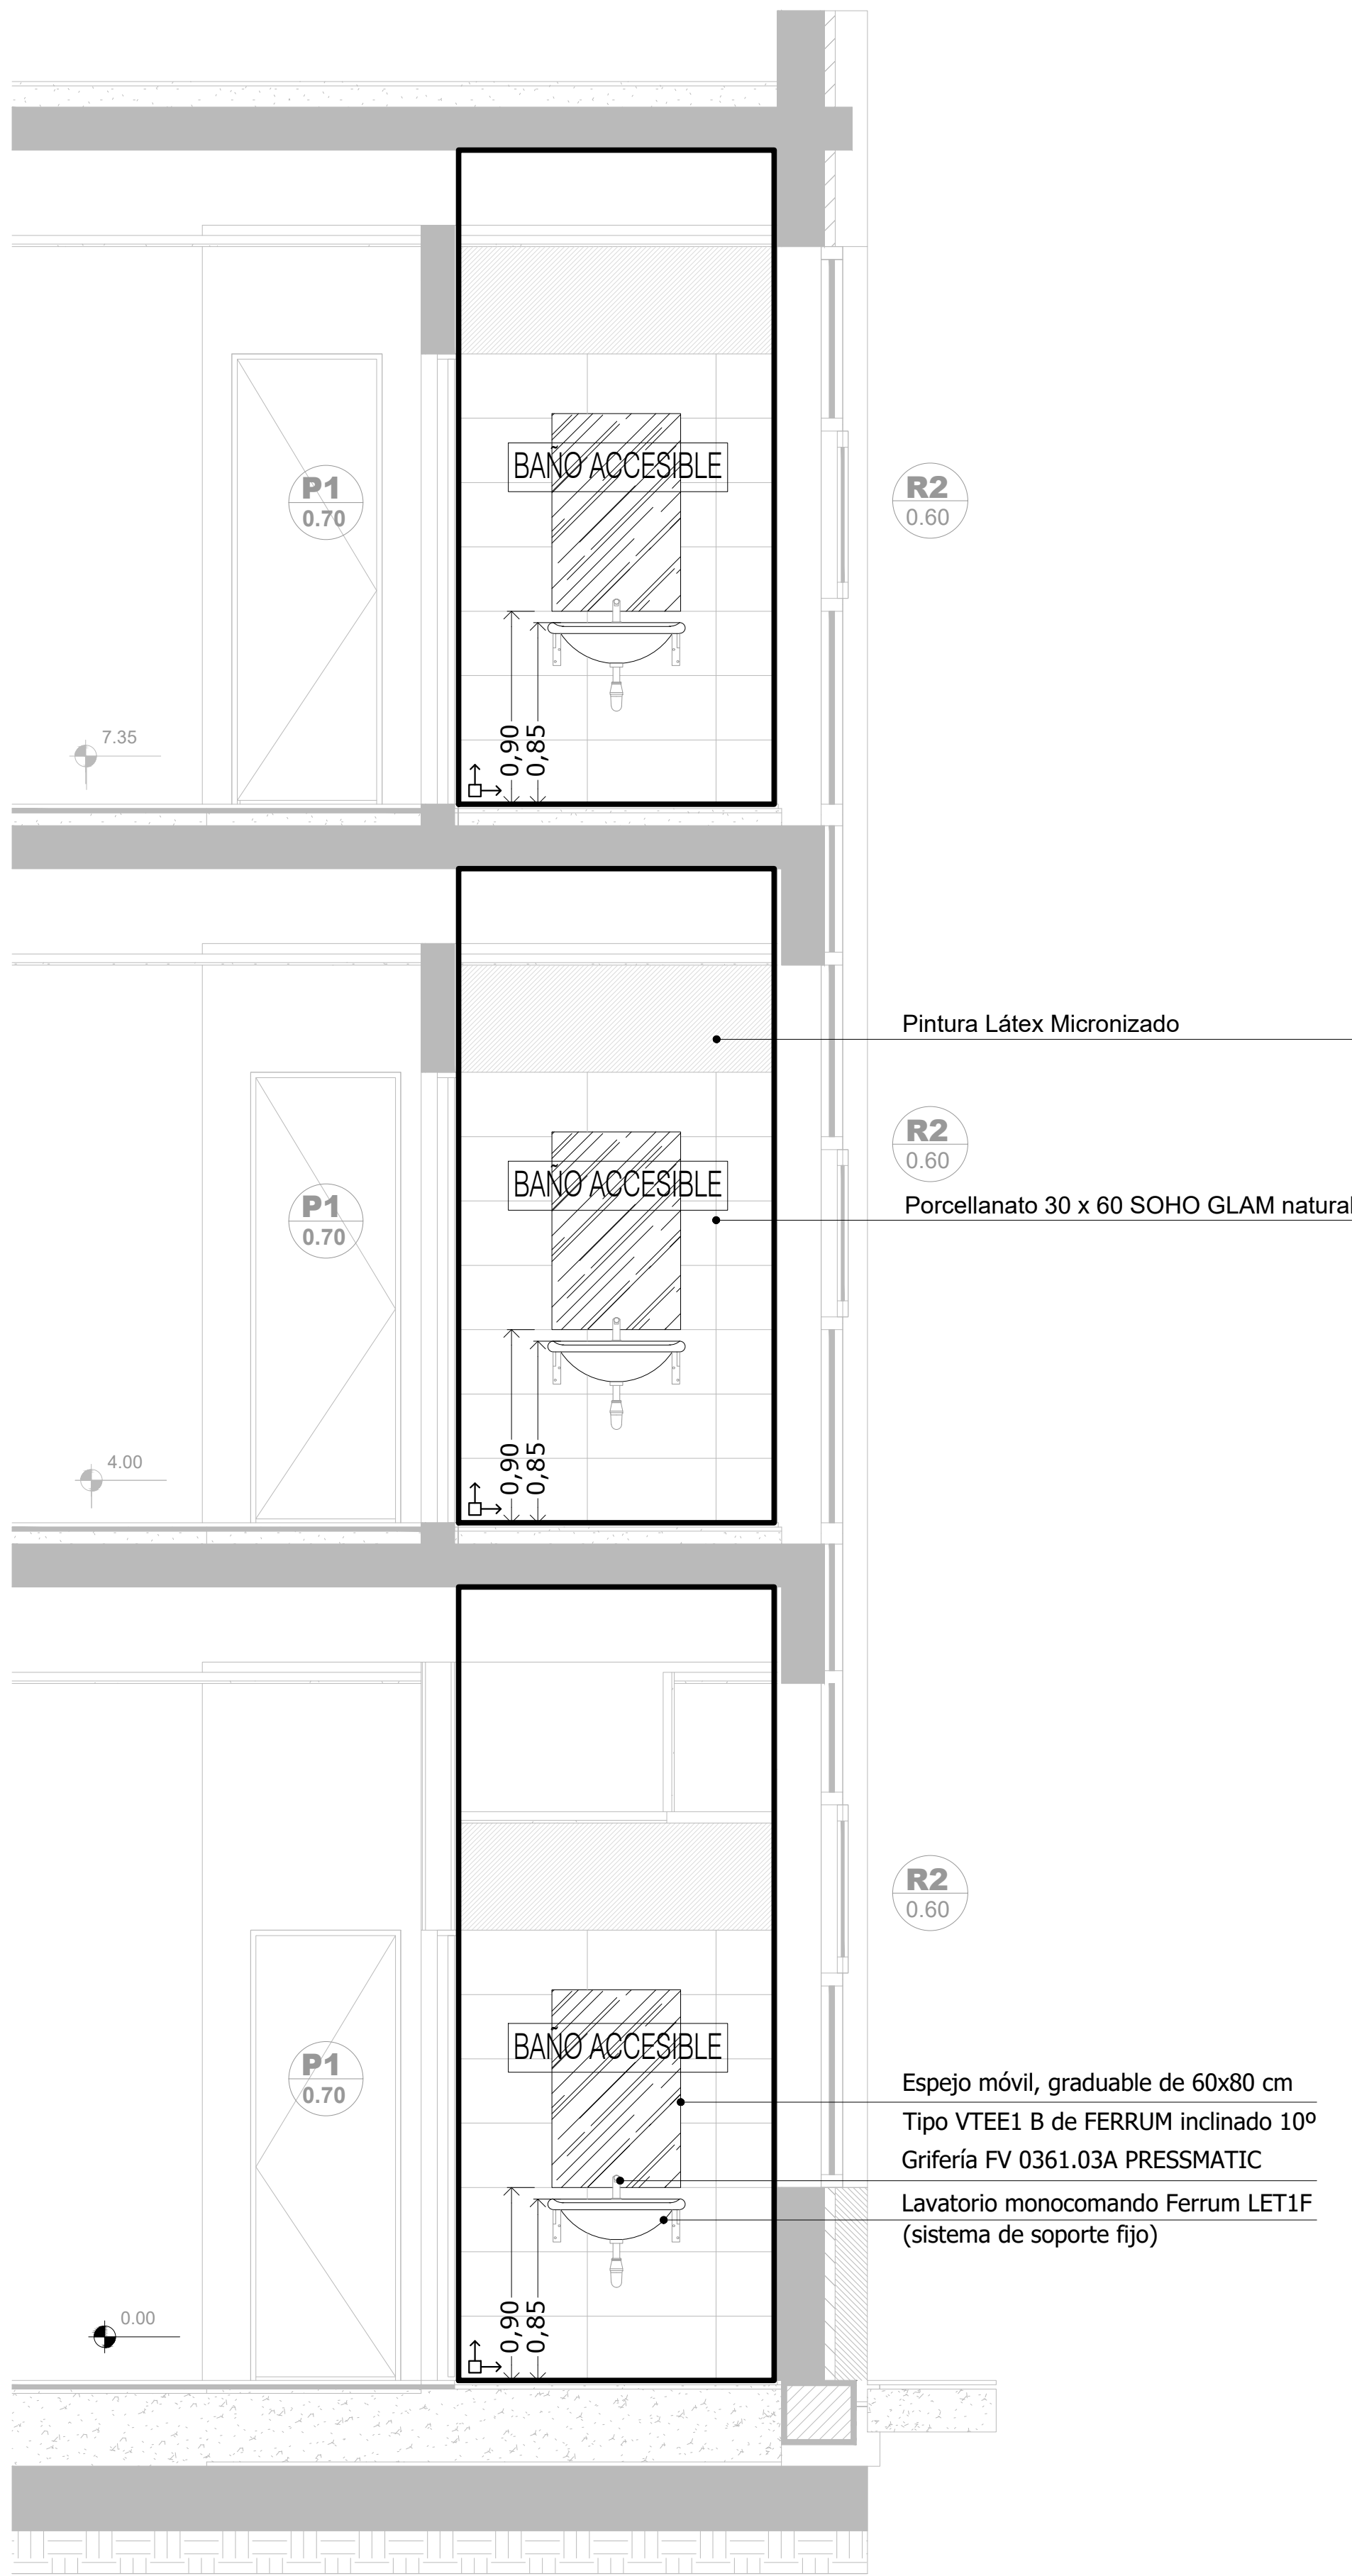 BAÑO ACCESIBLE
P1
0.70
R2
0.60
7.35
0,90
0,85
Pintura Látex Micronizado
R2
0.60
BAÑO ACCESIBLE
P1
0.70
Porcellanato 30 x 60 SOHO GLAM natural
4.00
0,90
0,85
R2
0.60
BAÑO ACCESIBLE
P1
0.70
Espejo móvil, graduable de 60x80 cm
Tipo VTEE1 B de FERRUM inclinado 10º
Grifería FV 0361.03A PRESSMATIC
Lavatorio monocomando Ferrum LET1F
(sistema de soporte fijo)
0.00
0,90
0,85